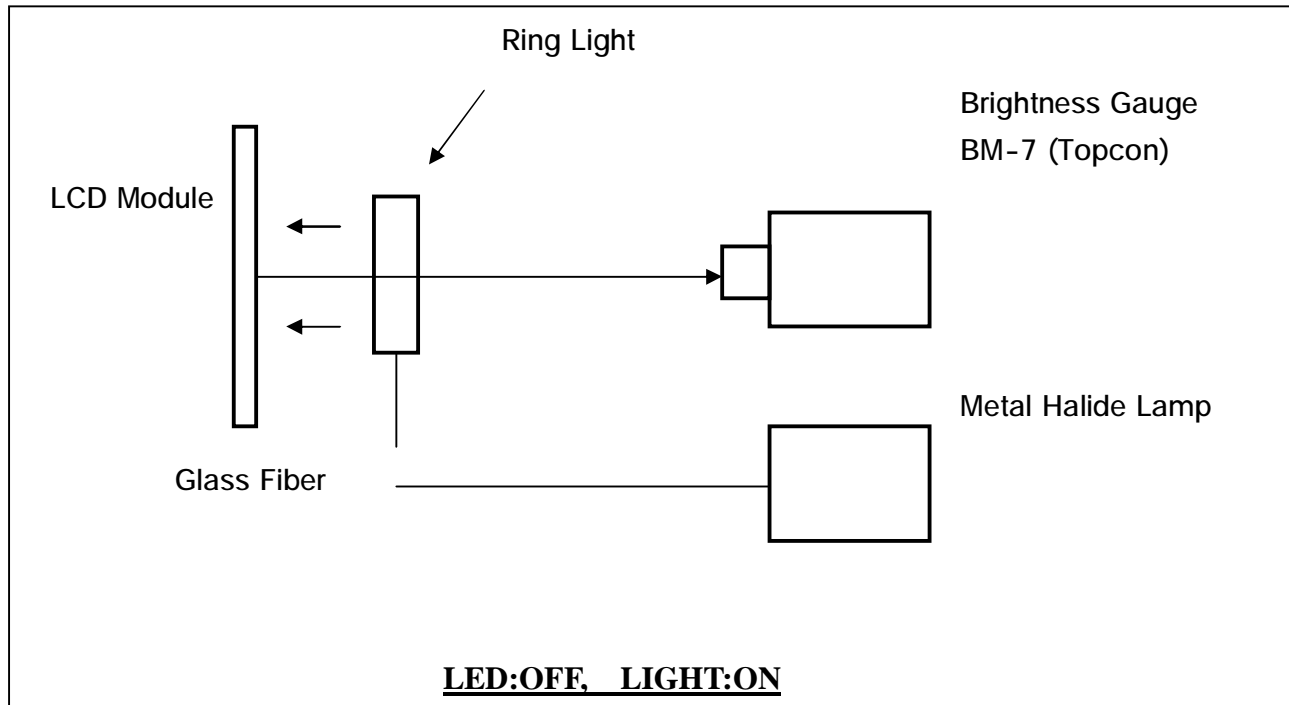 Ring Light
Brightness Gauge
BM-7 (Topcon)
LCD Module
Metal Halide Lamp
Glass Fiber
LED:OFF, LIGHT:ON